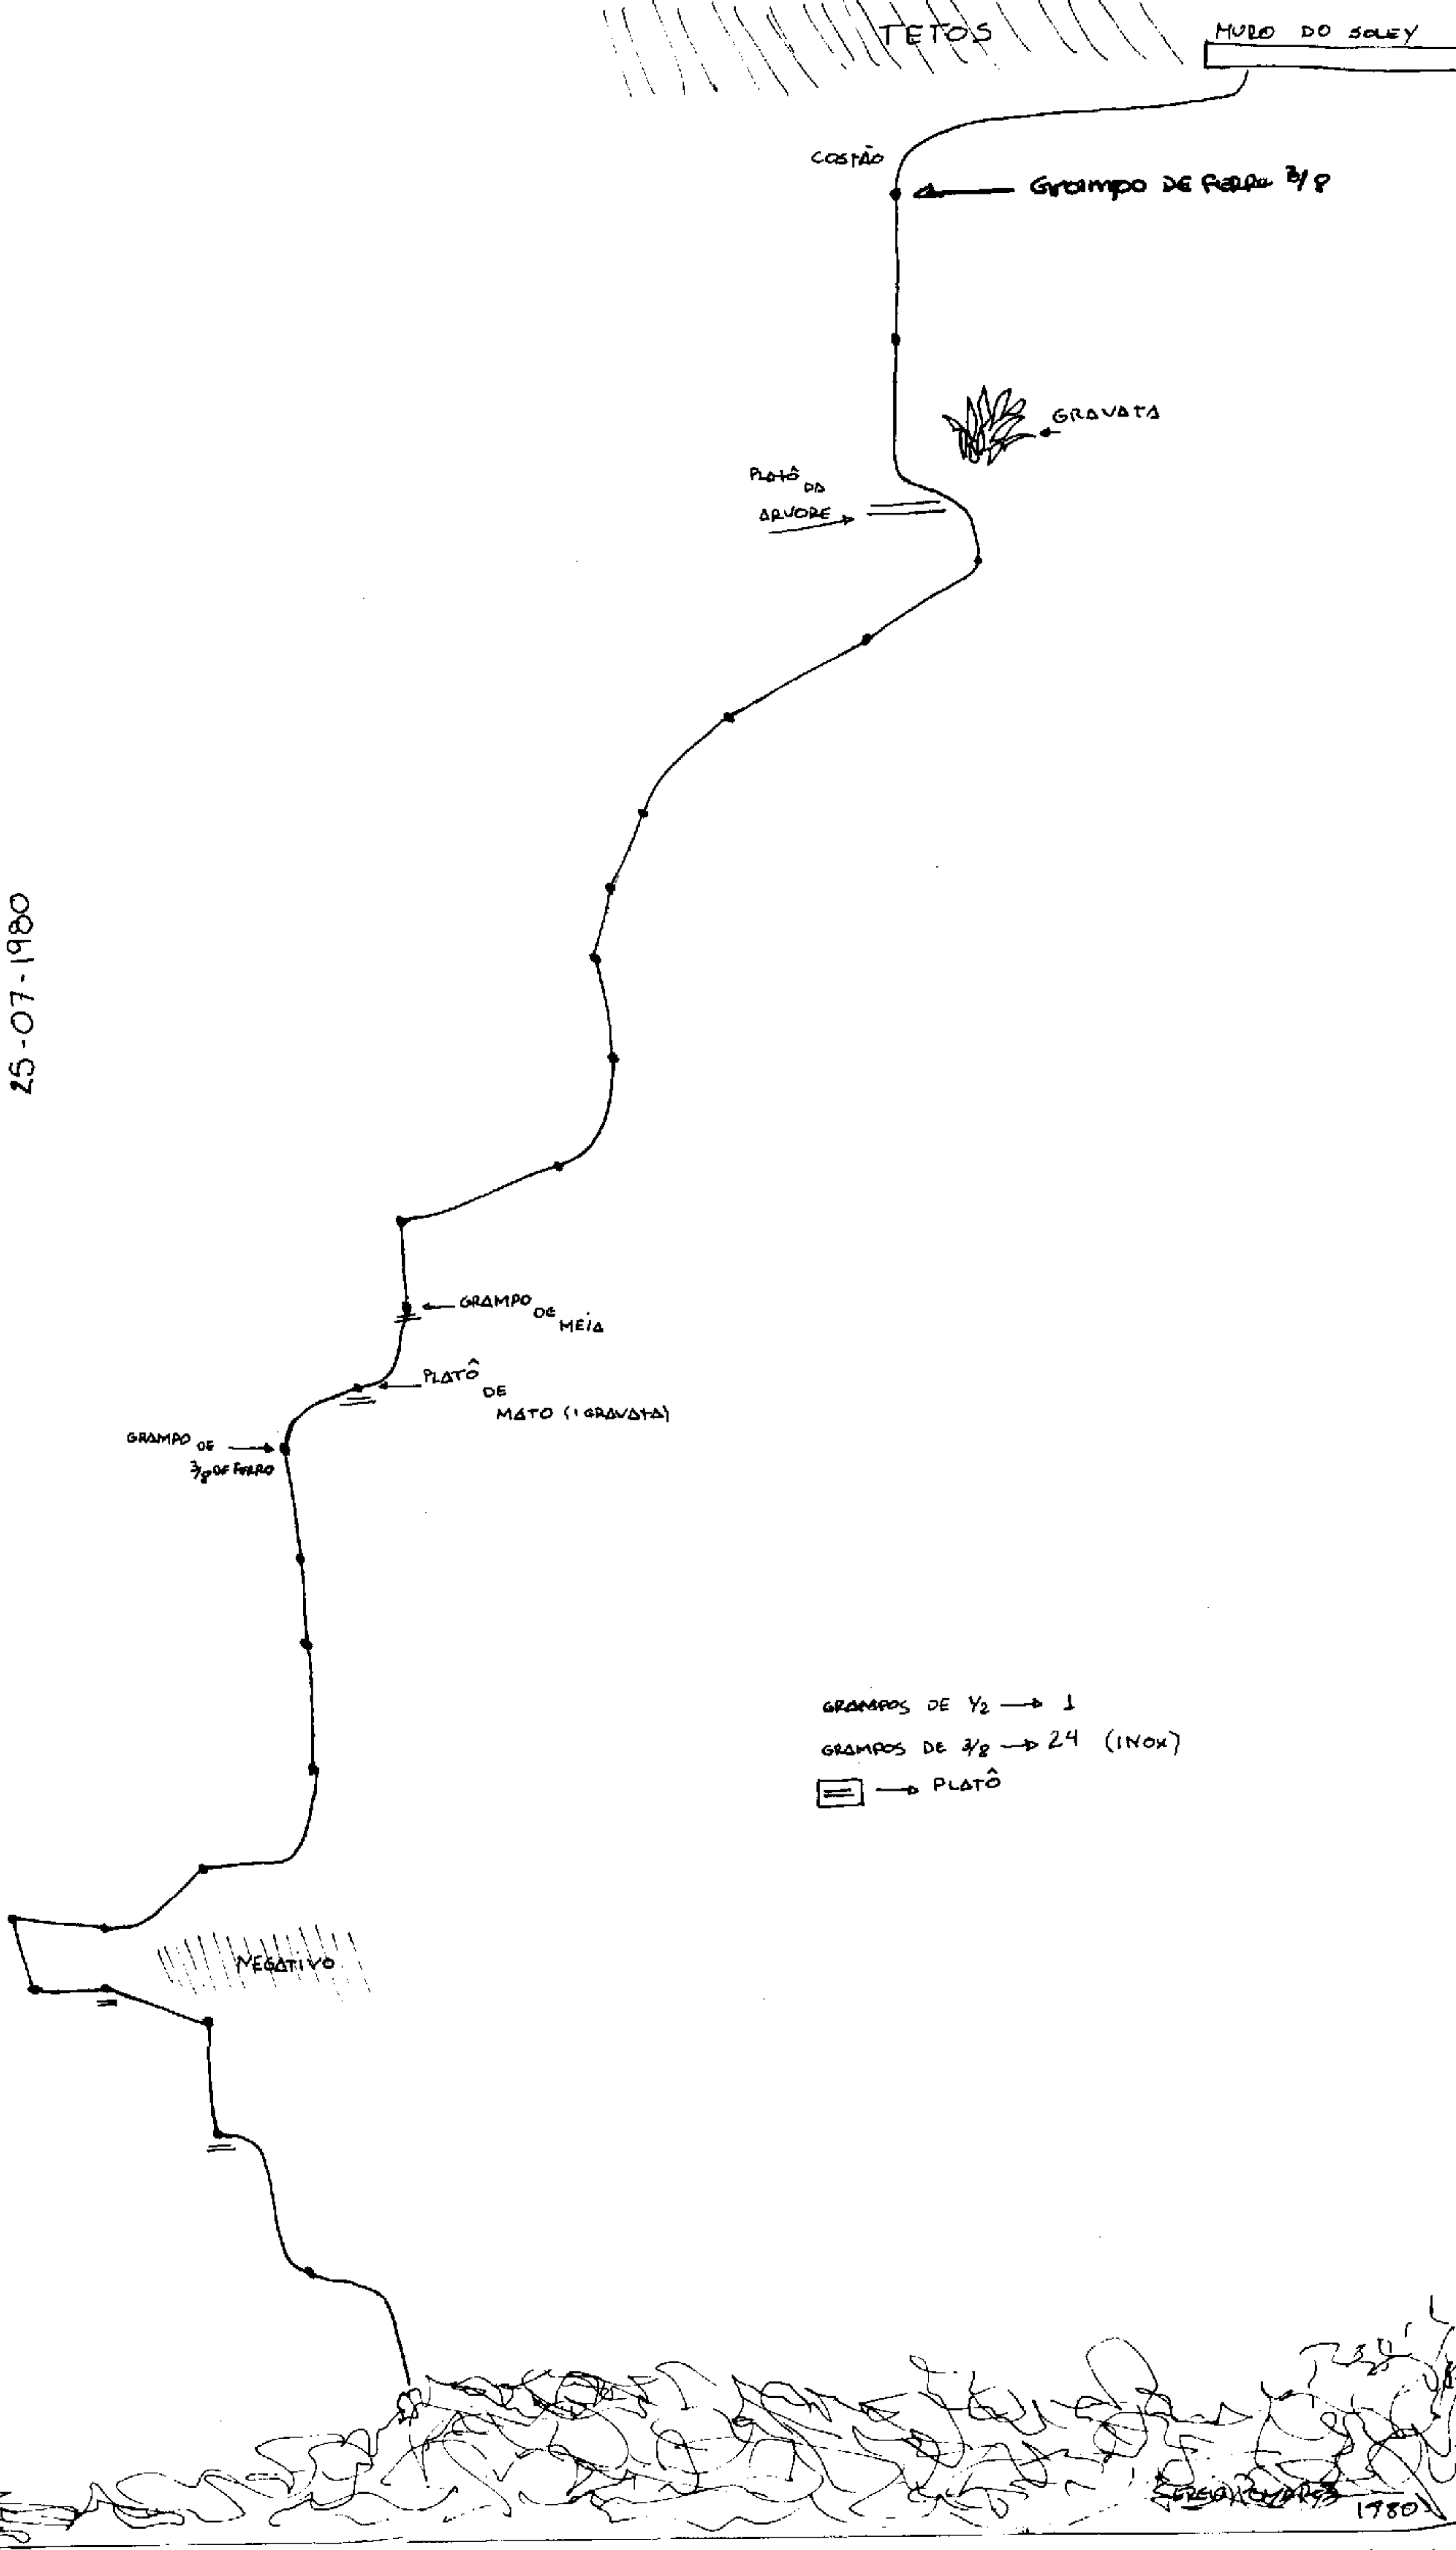 TETOS
MURO DO SOLEY
COSTÃO
Grampo DE FERRO 3/8
GRAVATA
PLATÔ
DA
ARVORE
25-07-1980
GRAMPO
DE
MEIA
PLATÔ
DE
MATO (1 GRAVATA)
GRAMPO DE
3/8 DE FERRO
GRAMPOS DE 1/2 → 1
GRAMPOS DE 3/8 → 24 (INOX)
→ PLATÔ
NEGATIVO
1980